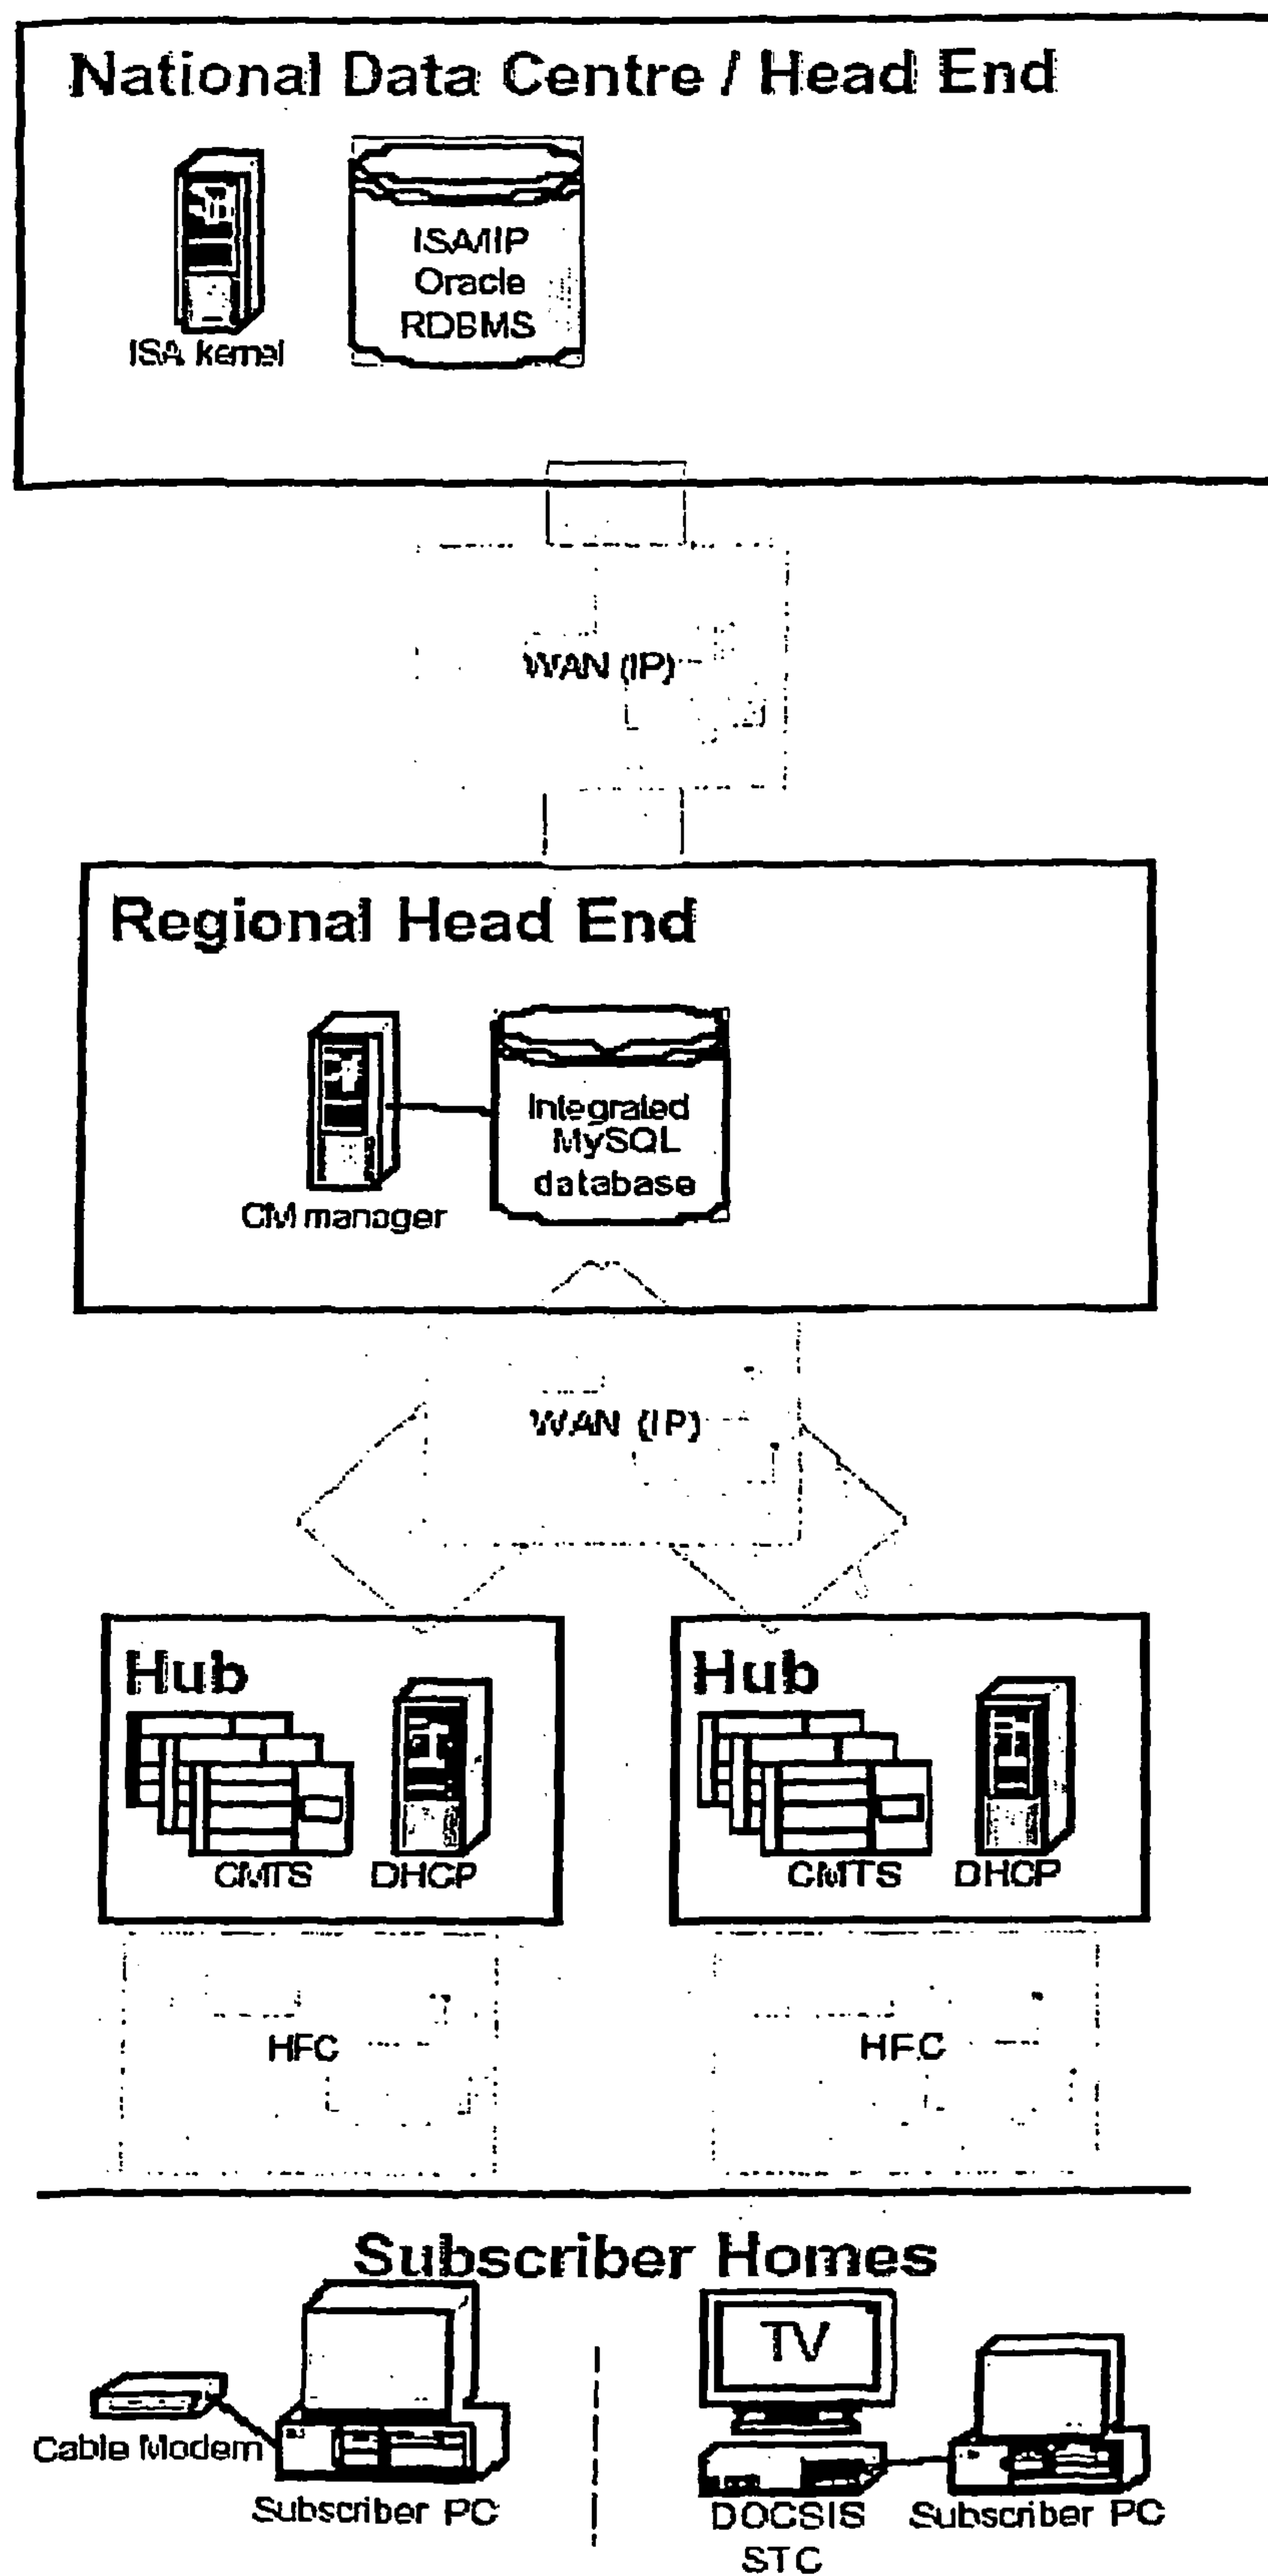 National Data Centre / Head End
ISA/IIP
Oracle
RDBMS
ISA kernel
WAN (IP)
Regional Head End
Integrated
MySQL
database
CM manager
WAN (IP)
Hub
CMTS
DHCP
Hub
CMTS
DHCP
HFC
HFC
Subscriber Homes
TV
Cable Modem
Subscriber PC
DOCSIS
STC
Subscriber PC